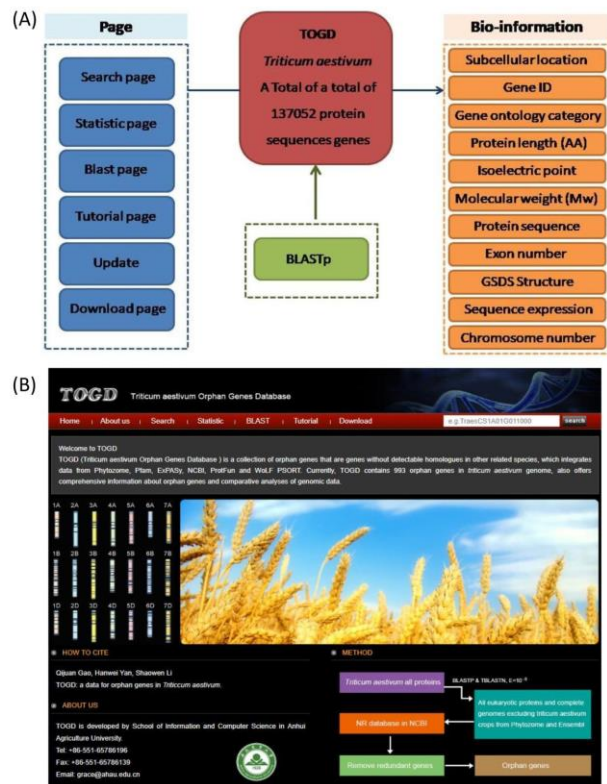 (A)
Page
Search page
Statistic page
Blast page
Tutorial page
Update
Download page
TOGD
Triticum aestivum
A Total of a total of
137052 protein
sequences genes
BLASTp
Bio-information
Subcellular location
Gene ID
Gene ontology category
Protein length (AA)
Isoelectric point
Molecular weight (Mw)
Protein sequence
Exon number
GSDS Structure
Sequence expression
Chromosome number
(B)
TOGD Triticum aestivum Orphan Genes Database
Home About us Search Statistic BLAST Tutorial Download e.g.TraesCS1A01G011000 search
Welcome to TOGD
TOGD (Triticum aestivum Orphan Genes Database ) is a collection of orphan genes that are genes without detectable homologues in other related species, which integrates
data from Phytozome, Pfam, ExPASy, NCBI, ProtFun and WoLF PSORT. Currently, TOGD contains 993 orphan genes in triticum aestivum genome, also offers
comprehensive information about orphan genes and comparative analyses of genomic data.
1A 2A 3A 4A 5A 6A 7A
1B 2B 3B 4B 5B 6B 7B
1D 2D 3D 4D 5D 6D 7D
HOW TO CITE
Qijuan Gao, Hanwei Yan, Shaowen Li
TOGD: a data for orphan genes in Triticcum aestivum.
ABOUT US
TOGD is developed by School of Information and Computer Science in Anhui
Agriculture University.
Tel: +86-551-65786196
Fax: +86-551-65786139
Email: grace@ahau.edu.cn
METHOD
Triticum aestivum all proteins
BLASTP & TBLASTN, E<10
All eukaryotic proteins and complete
genomes excluding triticum aestivum
crops from Phytozome and Ensembl
NR database in NCBI
Remove redundant genes
Orphan genes